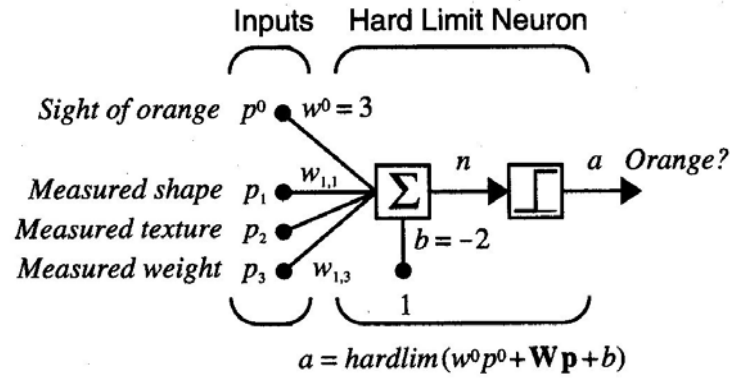 Inputs Hard Limit Neuron
Sight of orange p⁰ w⁰ = 3
n a Orange?
Measured shape p₁ w₁,₁ Σ
Measured texture p₂
b = −2
Measured weight p₃ w₁,₃
1
a = hardlim(w⁰p⁰ + Wp + b)